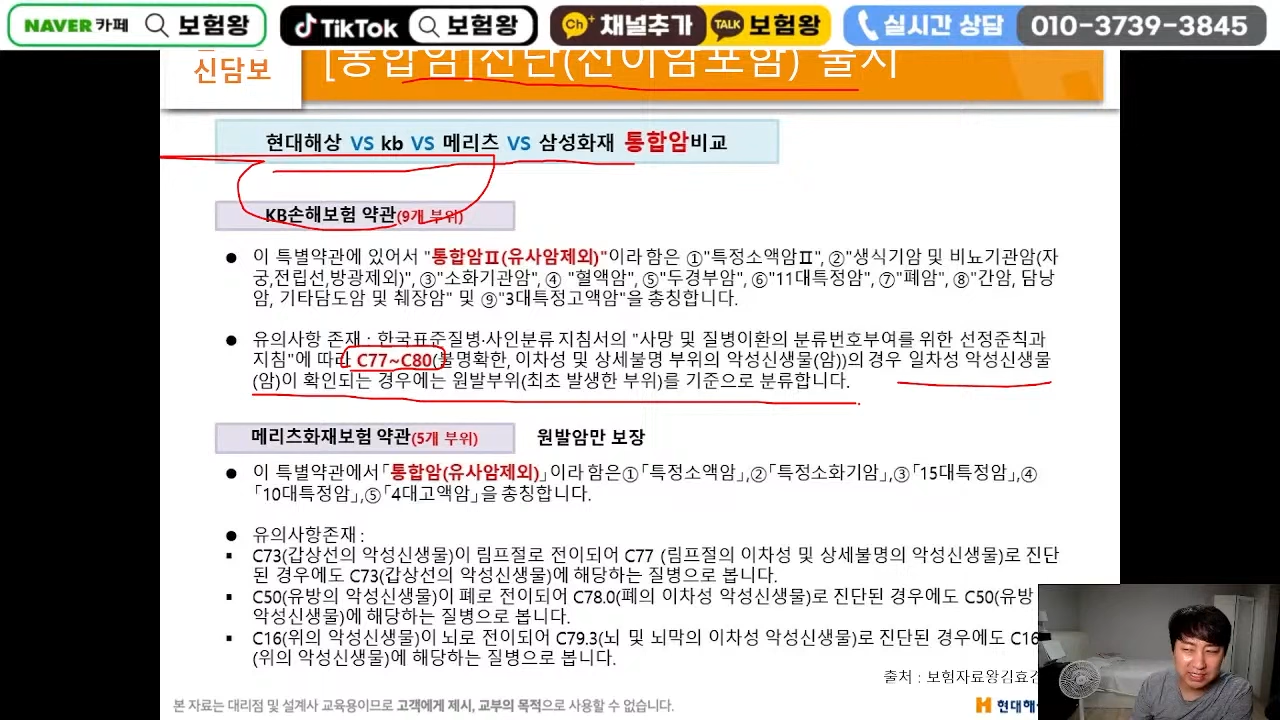 NAVER 카페 보험왕
TikTok 보험왕
Ch+ 채널추가 TALK 보험왕
실시간 상담 010-3739-3845
신담보
[통합암]진단(전이암포함) 출시
현대해상 VS kb VS 메리츠 VS 삼성화재 통합암비교
KB손해보험 약관(9개 부위)
● 이 특별약관에 있어서 "통합암Ⅱ(유사암제외)"이라 함은 ①"특정소액암Ⅱ", ②"생식기암 및 비뇨기관암(자
궁,전립선,방광제외)", ③"소화기관암", ④ "혈액암", ⑤"두경부암", ⑥"11대특정암", ⑦"폐암", ⑧"간암, 담낭
암, 기타담도암 및 췌장암" 및 ⑨"3대특정고액암"을 총칭합니다.
● 유의사항 존재 : 한국표준질병·사인분류 지침서의 "사망 및 질병이환의 분류번호부여를 위한 선정준칙과
지침"에 따라 C77~C80(불명확한, 이차성 및 상세불명 부위의 악성신생물(암))의 경우 일차성 악성신생물
(암)이 확인되는 경우에는 원발부위(최초 발생한 부위)를 기준으로 분류합니다.
메리츠화재보험 약관(5개 부위) 원발암만 보장
● 이 특별약관에서「통합암(유사암제외)」이라 함은①「특정소액암」,②「특정소화기암」,③「15대특정암」,④
「10대특정암」,⑤「4대고액암」을 총칭합니다.
● 유의사항존재 :
▪ C73(갑상선의 악성신생물)이 림프절로 전이되어 C77 (림프절의 이차성 및 상세불명의 악성신생물)로 진단
된 경우에도 C73(갑상선의 악성신생물)에 해당하는 질병으로 봅니다.
▪ C50(유방의 악성신생물)이 폐로 전이되어 C78.0(폐의 이차성 악성신생물)로 진단된 경우에도 C50(유방
악성신생물)에 해당하는 질병으로 봅니다.
▪ C16(위의 악성신생물)이 뇌로 전이되어 C79.3(뇌 및 뇌막의 이차성 악성신생물)로 진단된 경우에도 C16
(위의 악성신생물)에 해당하는 질병으로 봅니다.
출처 : 보험자료왕김효건
본 자료는 대리점 및 설계사 교육용이므로 고객에게 제시, 교부의 목적으로 사용할 수 없습니다.
현대해